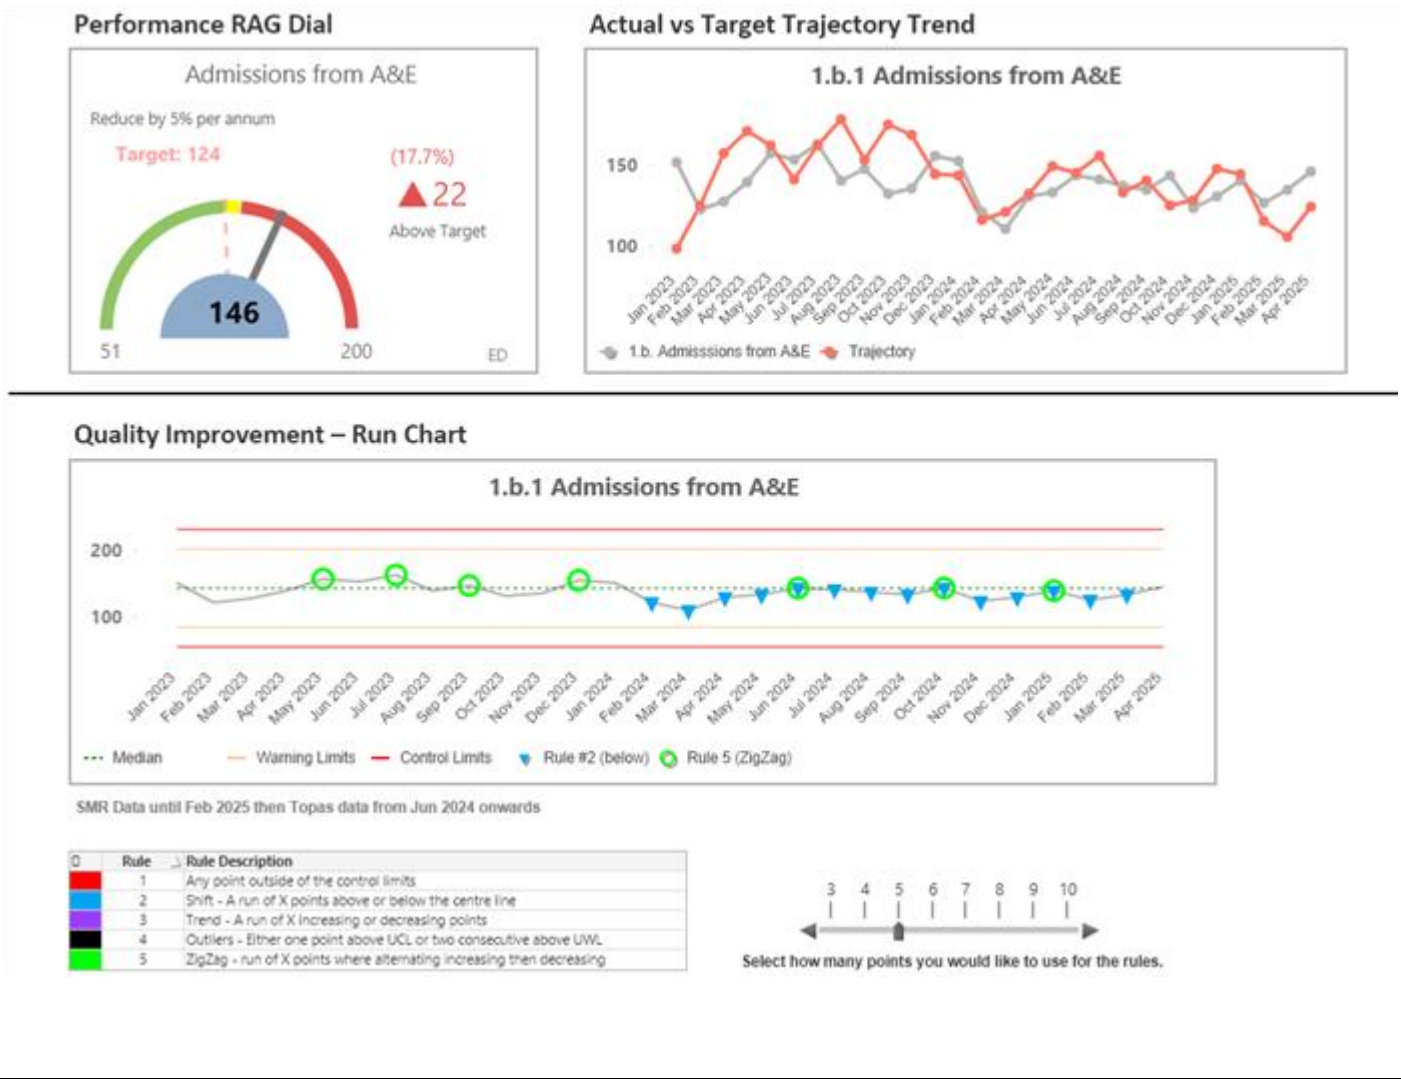 Performance RAG Dial
Actual vs Target Trajectory Trend
Admissions from A&E
Reduce by 5% per annum
Target: 124
(17.7%)
22
Above Target
146
51
200
ED
1.b.1 Admissions from A&E
150
100
Jan 2023
Feb 2023
Mar 2023
Apr 2023
May 2023
Jun 2023
Jul 2023
Aug 2023
Sep 2023
Oct 2023
Nov 2023
Dec 2023
Jan 2024
Feb 2024
Mar 2024
Apr 2024
May 2024
Jun 2024
Jul 2024
Aug 2024
Sep 2024
Oct 2024
Nov 2024
Dec 2024
Jan 2025
Feb 2025
Mar 2025
Apr 2025
1.b. Admisssions from A&E Trajectory
Quality Improvement – Run Chart
1.b.1 Admissions from A&E
200
100
Jan 2023
Feb 2023
Mar 2023
Apr 2023
May 2023
Jun 2023
Jul 2023
Aug 2023
Sep 2023
Oct 2023
Nov 2023
Dec 2023
Jan 2024
Feb 2024
Mar 2024
Apr 2024
May 2024
Jun 2024
Jul 2024
Aug 2024
Sep 2024
Oct 2024
Nov 2024
Dec 2024
Jan 2025
Feb 2025
Mar 2025
Apr 2025
Median Warning Limits Control Limits Rule #2 (below) Rule 5 (ZigZag)
SMR Data until Feb 2025 then Topas data from Jun 2024 onwards
Rule Rule Description
1 Any point outside of the control limits
2 Shift - A run of X points above or below the centre line
3 Trend - A run of X Increasing or decreasing points
4 Outliers - Either one point above UCL or two consecutive above UWL
5 ZigZag - run of X points where alternating increasing then decreasing
3 4 5 6 7 8 9 10
Select how many points you would like to use for the rules.